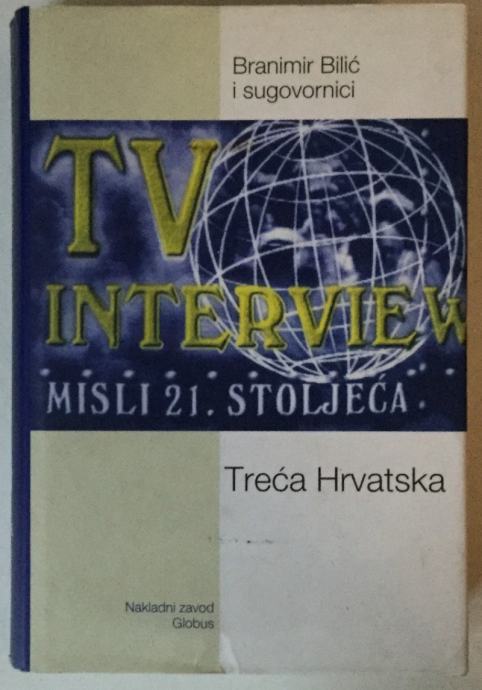 Branimir Bilić
i sugovornici
TV
INTERVIEW
MISLI 21. STOLJEĆA
Treća Hrvatska
Nakladni zavod
Globus